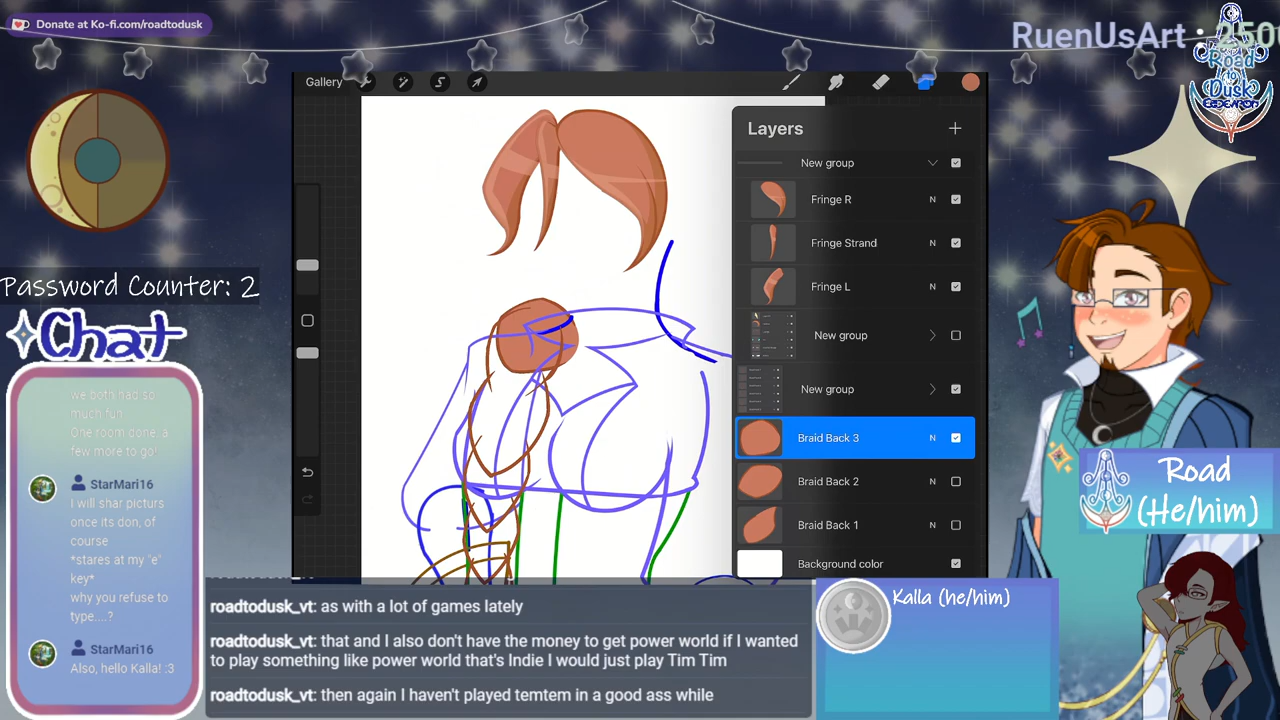 Donate at Ko-fi.com/roadtodusk
RuenUsArt : 250
Road
to
Dusk
Gallery
Layers
New group
Fringe R
N
Fringe Strand
N
Fringe L
N
New group
New group
Braid Back 3
N
Braid Back 2
N
Braid Back 1
N
Background color
Password Counter: 2
Chat
we both had so
much fun
One room done: a
few more to go!
StarMari16
I will shar picturs
once its don, of
course
*stares at my "e"
key*
why you refuse to
type....?
StarMari16
Also, hello Kalla! :3
Road
(He/him)
Kalla (he/him)
roadtodusk_vt: as with a lot of games lately
roadtodusk_vt: that and I also don't have the money to get power world if I wanted
to play something like power world that's Indie I would just play Tim Tim
roadtodusk_vt: then again I haven't played temtem in a good ass while